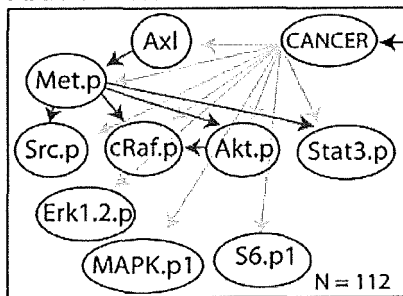 Axl CANCER
Met.p
Src.p cRaf.p Akt.p Stat3.p
Erk1.2.p
MAPK.p1 S6.p1
N = 112